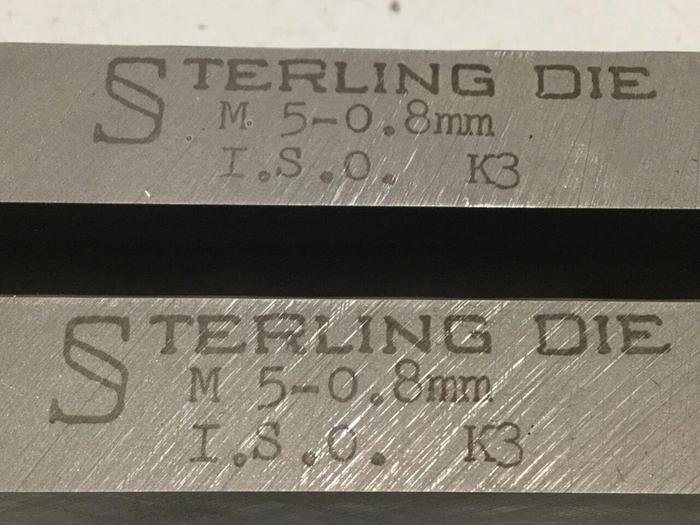 STERLING DIE
M 5-0.8mm
I.S.O. K3
STERLING DIE
M 5-0.8mm
I.S.O. K3